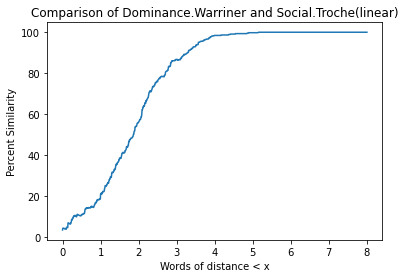 Comparison of Dominance.Warriner and Social.Troche(linear)
Percent Similarity
100
80
60
40
20
0
0 1 2 3 4 5 6 7 8
Words of distance < x